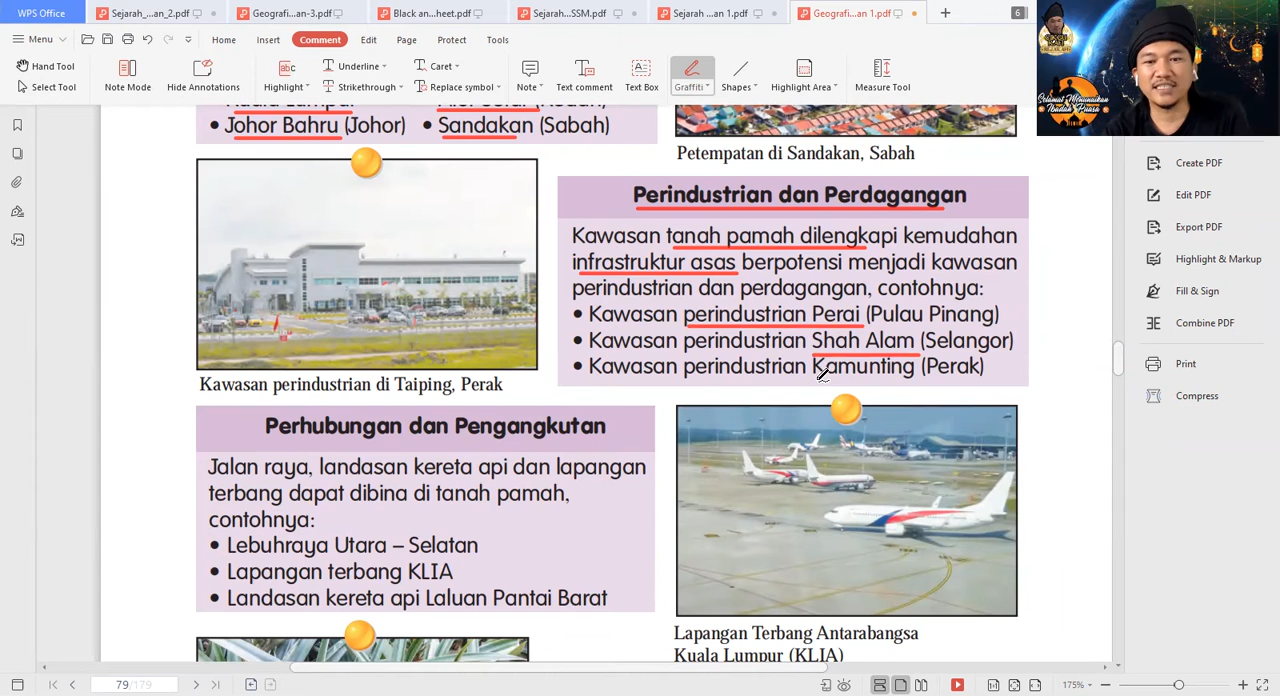 WPS Office
Sejarah_...an_2.pdf
Geografi...an-3.pdf
Black an...heet.pdf
Sejarah...SSM.pdf
Sejarah ...an 1.pdf
Geografi...an 1.pdf
6
Menu
Home
Insert
Comment
Edit
Page
Protect
Tools
Hand Tool
Select Tool
Note Mode
Hide Annotations
Highlight
Underline
Strikethrough
Caret
Replace symbol
Note
Text comment
Text Box
Graffiti
Shapes
Highlight Area
Measure Tool
Selamat Menunaikan
Ibadah Puasa
• Johor Bahru (Johor) • Sandakan (Sabah)
Petempatan di Sandakan, Sabah
Kawasan perindustrian di Taiping, Perak
Perindustrian dan Perdagangan
Kawasan tanah pamah dilengkapi kemudahan
infrastruktur asas berpotensi menjadi kawasan
perindustrian dan perdagangan, contohnya:
• Kawasan perindustrian Perai (Pulau Pinang)
• Kawasan perindustrian Shah Alam (Selangor)
• Kawasan perindustrian Kamunting (Perak)
Perhubungan dan Pengangkutan
Jalan raya, landasan kereta api dan lapangan
terbang dapat dibina di tanah pamah,
contohnya:
• Lebuhraya Utara – Selatan
• Lapangan terbang KLIA
• Landasan kereta api Laluan Pantai Barat
Lapangan Terbang Antarabangsa
Kuala Lumpur (KLIA)
Create PDF
Edit PDF
Export PDF
Highlight & Markup
Fill & Sign
Combine PDF
Print
Compress
79/179
175%